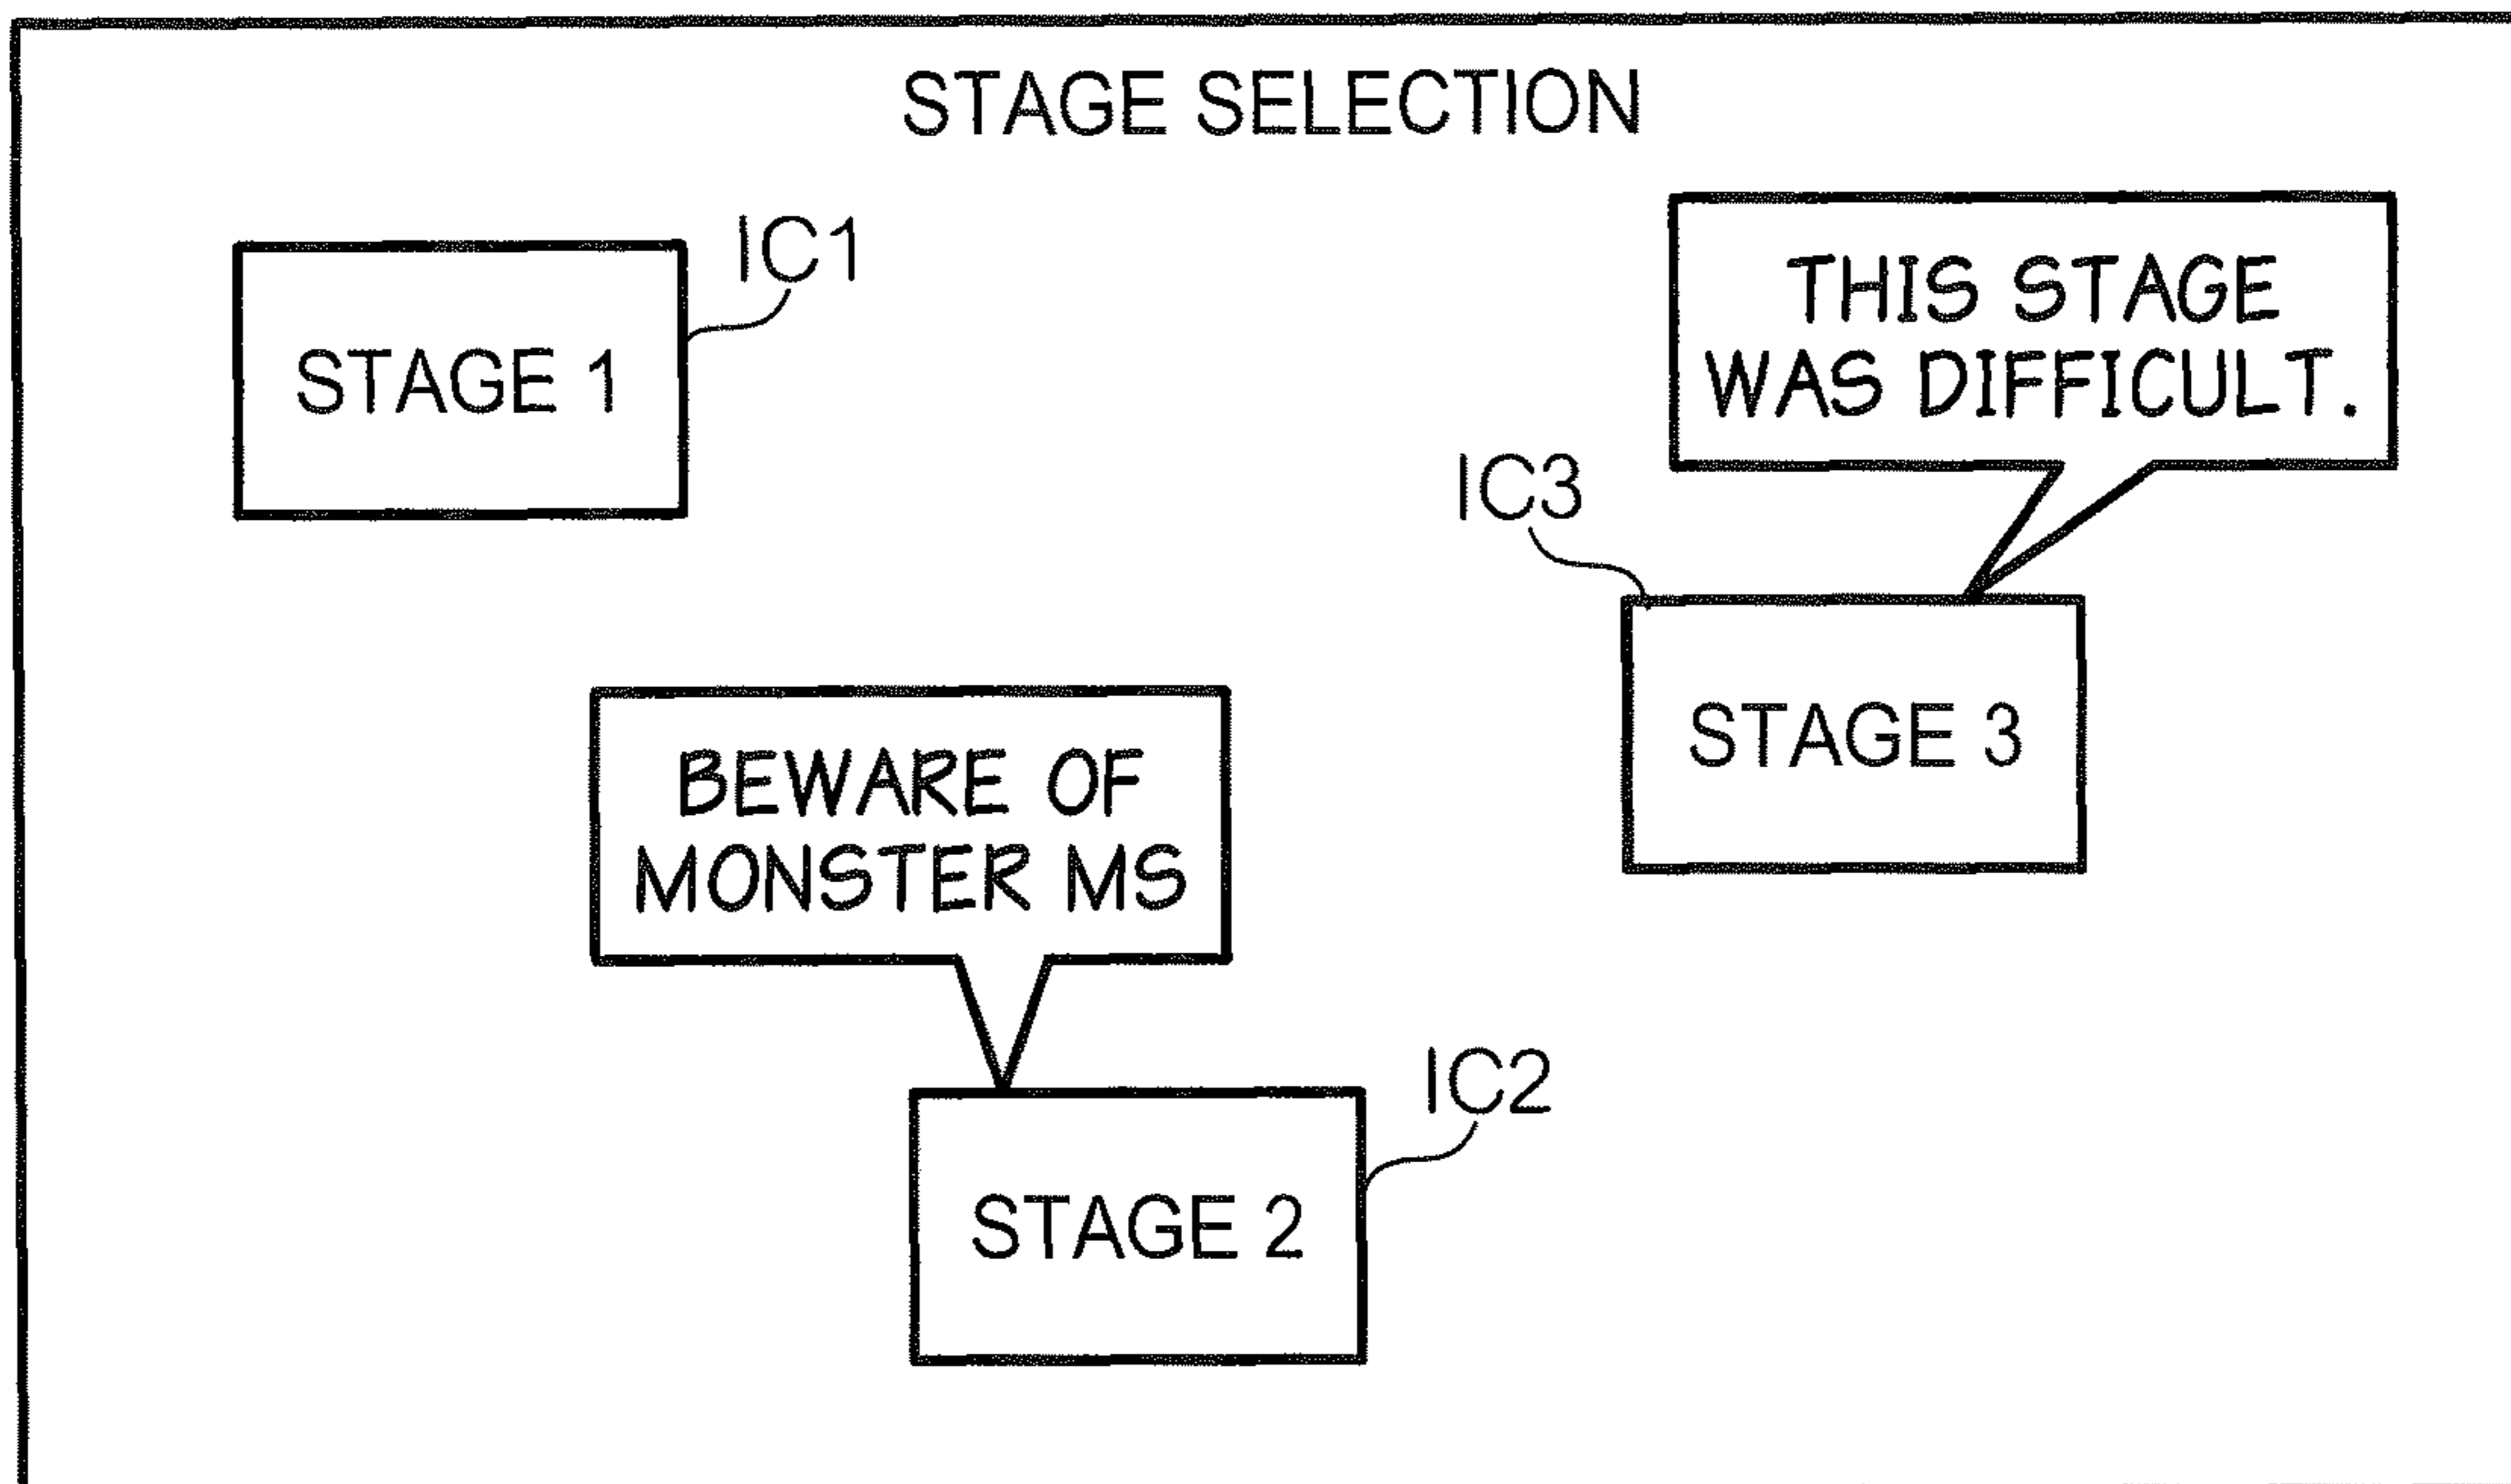 STAGE SELECTION
IC1
STAGE 1
THIS STAGE
WAS DIFFICULT.
IC3
STAGE 3
BEWARE OF
MONSTER MS
IC2
STAGE 2